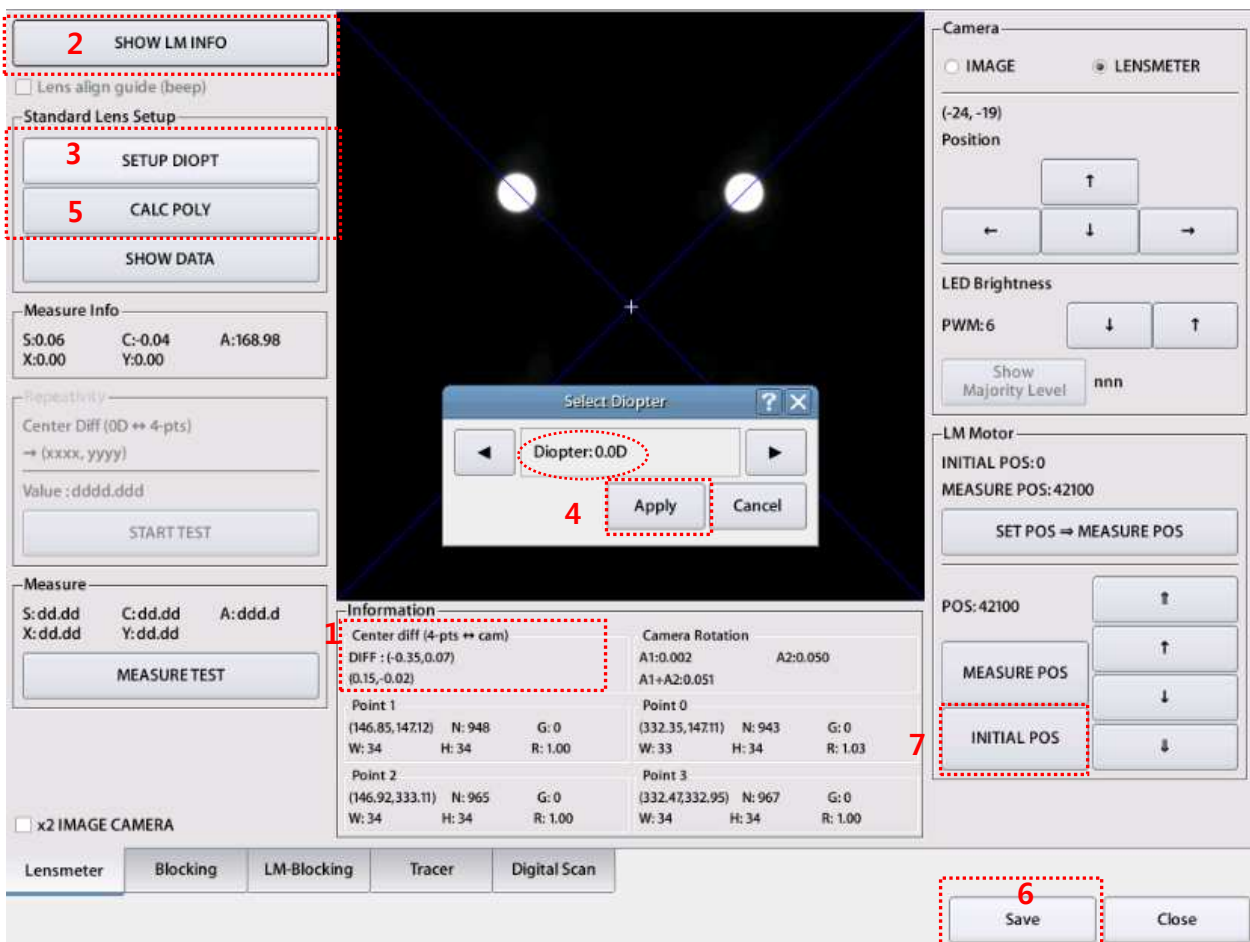 2 SHOW LM INFO
Lens align guide (beep)
Standard Lens Setup
3 SETUP DIOPT
5 CALC POLY
SHOW DATA
Measure Info
S:0.06 C:-0.04 A:168.98
X:0.00 Y:0.00
Repeativity
Center Diff (0D ↔ 4-pts)
→ (xxxx, yyyy)
Value :dddd.ddd
START TEST
Measure
S: dd.dd C: dd.dd A: ddd.d
X: dd.dd Y: dd.dd
MEASURE TEST
x2 IMAGE CAMERA
Select Diopter ? X
◀ Diopter: 0.0D ▶
4 Apply Cancel
Information
1 Center diff (4-pts ↔ cam)
DIFF : (-0.35,0.07)
(0.15,-0.02)
Camera Rotation
A1:0.002 A2:0.050
A1+A2:0.051
Point 1
(146.85,147.12) N: 948 G: 0
W: 34 H: 34 R: 1.00
Point 0
(332.35,147.11) N: 943 G: 0
W: 33 H: 34 R: 1.03
Point 2
(146.92,333.11) N: 965 G: 0
W: 34 H: 34 R: 1.00
Point 3
(332.47,332.95) N: 967 G: 0
W: 34 H: 34 R: 1.00
Camera
IMAGE LENSMETER
(-24, -19)
Position
↑
← ↓ →
LED Brightness
PWM: 6 ↓ ↑
Show
Majority Level nnn
LM Motor
INITIAL POS: 0
MEASURE POS: 42100
SET POS ⇒ MEASURE POS
POS: 42100 ⇑
↑
MEASURE POS
↓
7 INITIAL POS ⇓
Lensmeter Blocking LM-Blocking Tracer Digital Scan
6
Save Close